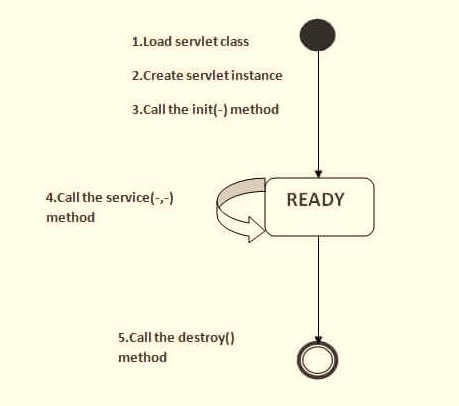 1.Load servlet class
2.Create servlet instance
3.Call the init(-) method
4.Call the service(-,-)
method
READY
5.Call the destroy()
method